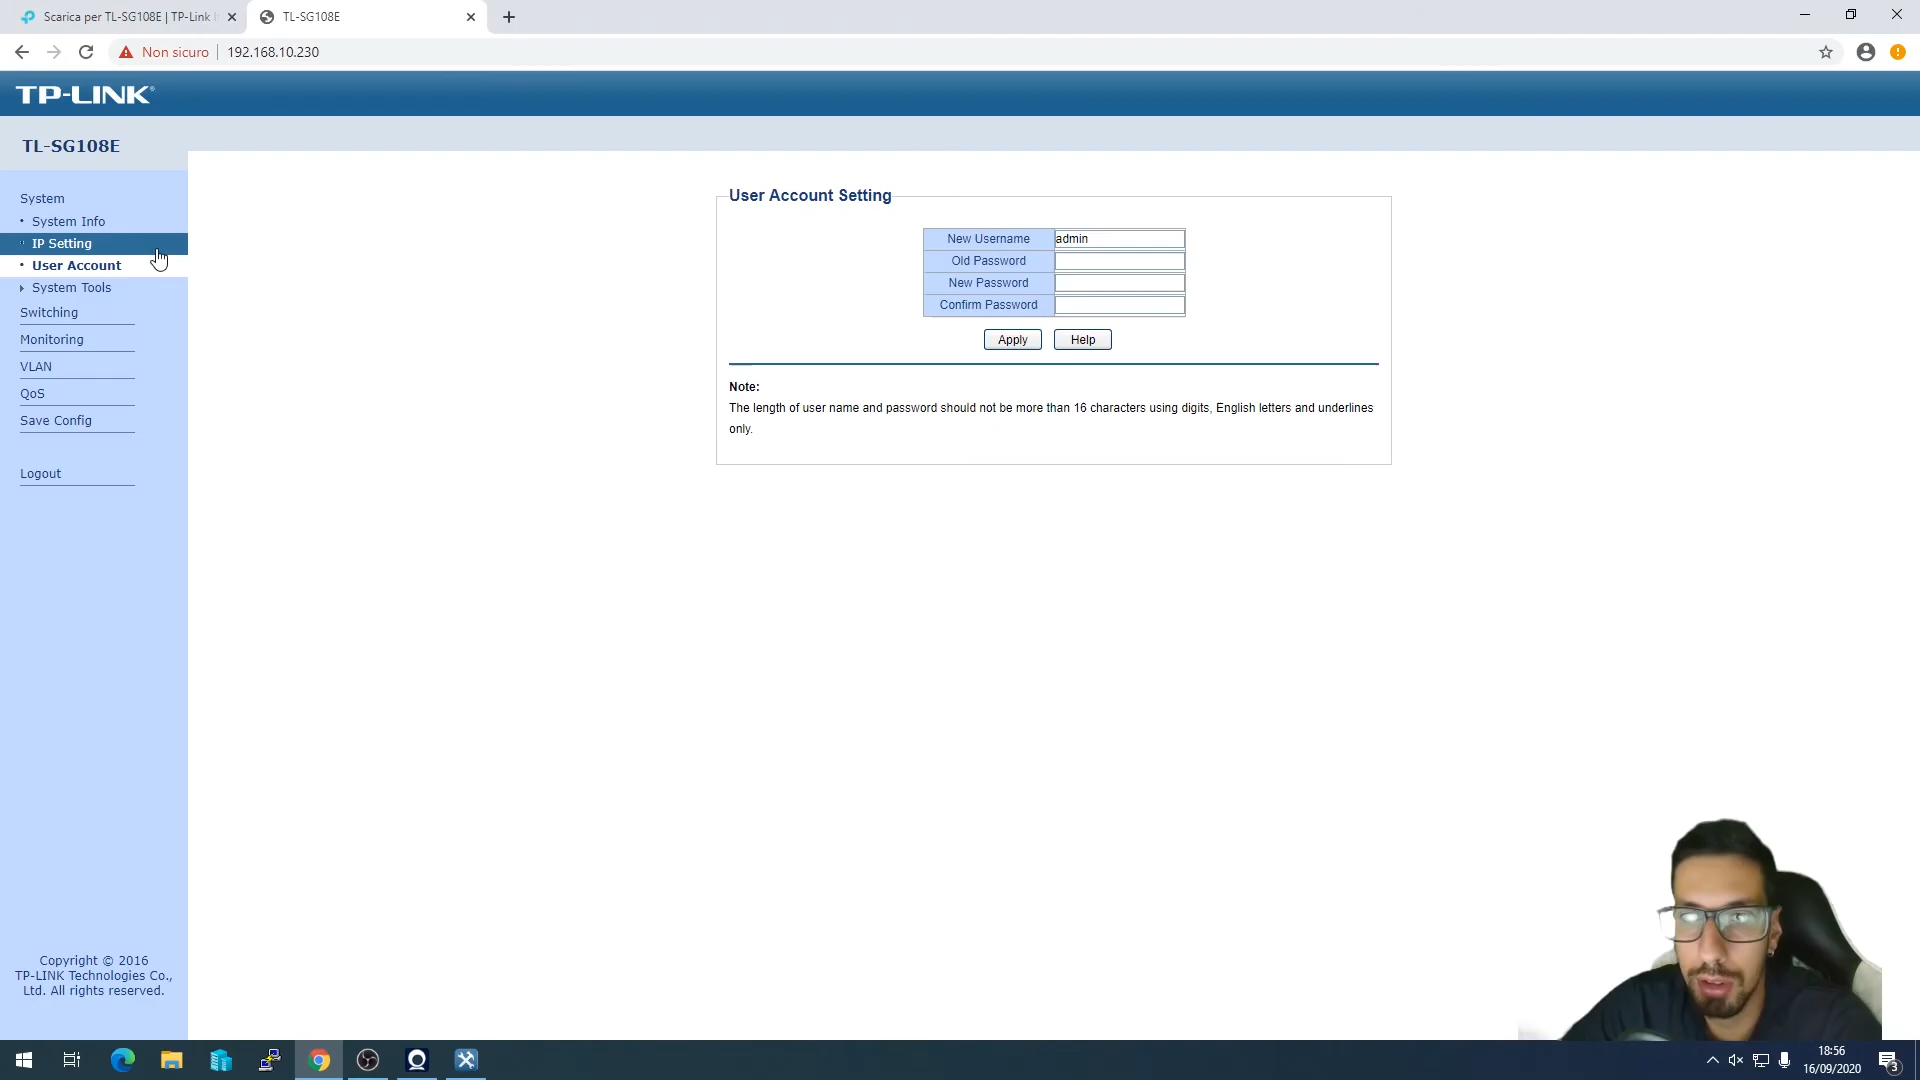 Scarica per TL-SG108E | TP-Link
TL-SG108E
Non sicuro
192.168.10.230
TP-LINK®
TL-SG108E
System
System Info
IP Setting
User Account
System Tools
Switching
Monitoring
VLAN
QoS
Save Config
Logout
Copyright © 2016
TP-LINK Technologies Co.,
Ltd. All rights reserved.
User Account Setting
New Username admin
Old Password
New Password
Confirm Password
Apply Help
Note:
The length of user name and password should not be more than 16 characters using digits, English letters and underlines
only.
18:56
16/09/2020
3